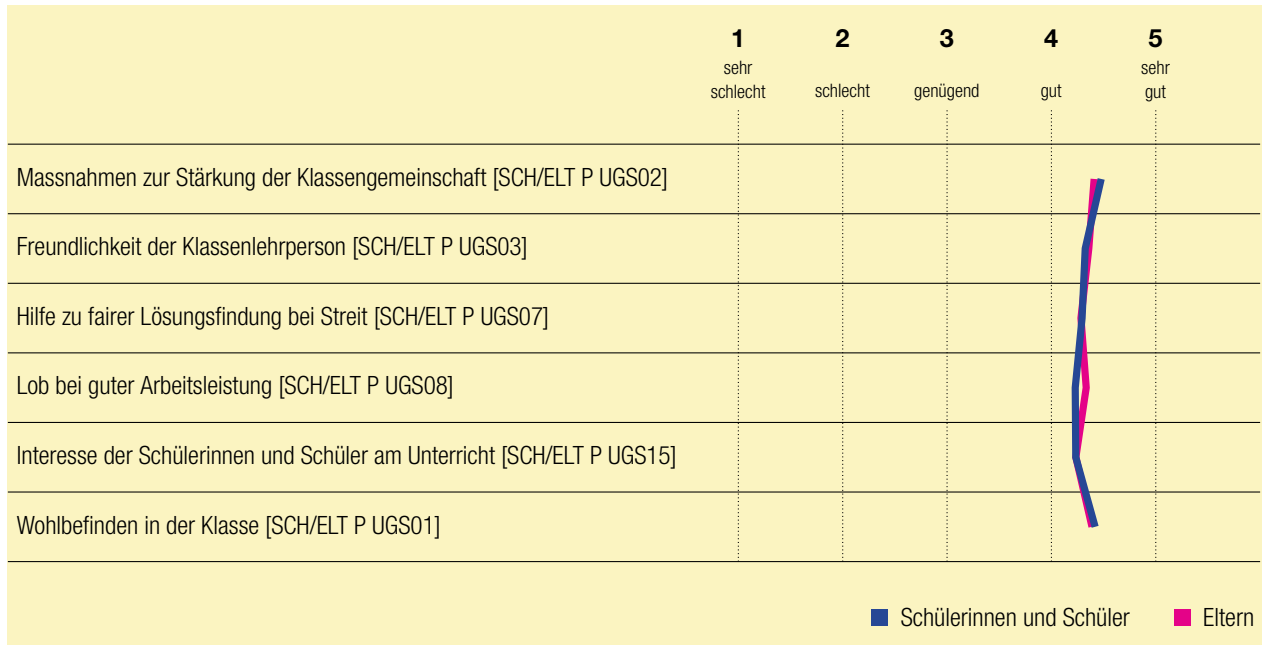 1 2 3 4 5
sehr schlecht schlecht genügend gut sehr gut
Massnahmen zur Stärkung der Klassengemeinschaft [SCH/ELT P UGS02]
Freundlichkeit der Klassenlehrperson [SCH/ELT P UGS03]
Hilfe zu fairer Lösungsfindung bei Streit [SCH/ELT P UGS07]
Lob bei guter Arbeitsleistung [SCH/ELT P UGS08]
Interesse der Schülerinnen und Schüler am Unterricht [SCH/ELT P UGS15]
Wohlbefinden in der Klasse [SCH/ELT P UGS01]
Schülerinnen und Schüler Eltern